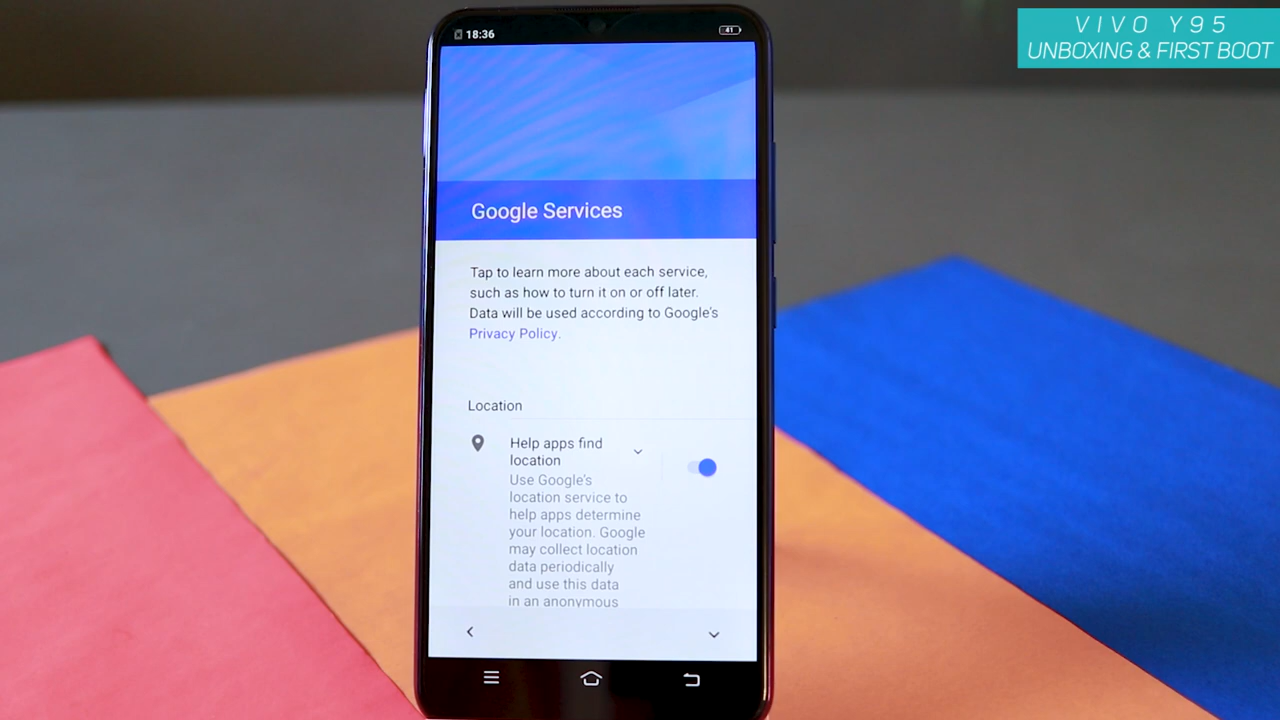 VIVO Y95
UNBOXING & FIRST BOOT
18:36
41
Google Services
Tap to learn more about each service,
such as how to turn it on or off later.
Data will be used according to Google's
Privacy Policy.
Location
Help apps find
location
Use Google's
location service to
help apps determine
your location. Google
may collect location
data periodically
and use this data
in an anonymous